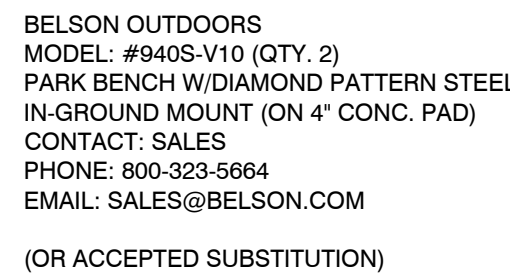 BELSON OUTDOORS
MODEL: #940S-V10 (QTY. 2)
PARK BENCH W/DIAMOND PATTERN STEEL
IN-GROUND MOUNT (ON 4" CONC. PAD)
CONTACT: SALES
PHONE: 800-323-5664
EMAIL: SALES@BELSON.COM
(OR ACCEPTED SUBSTITUTION)